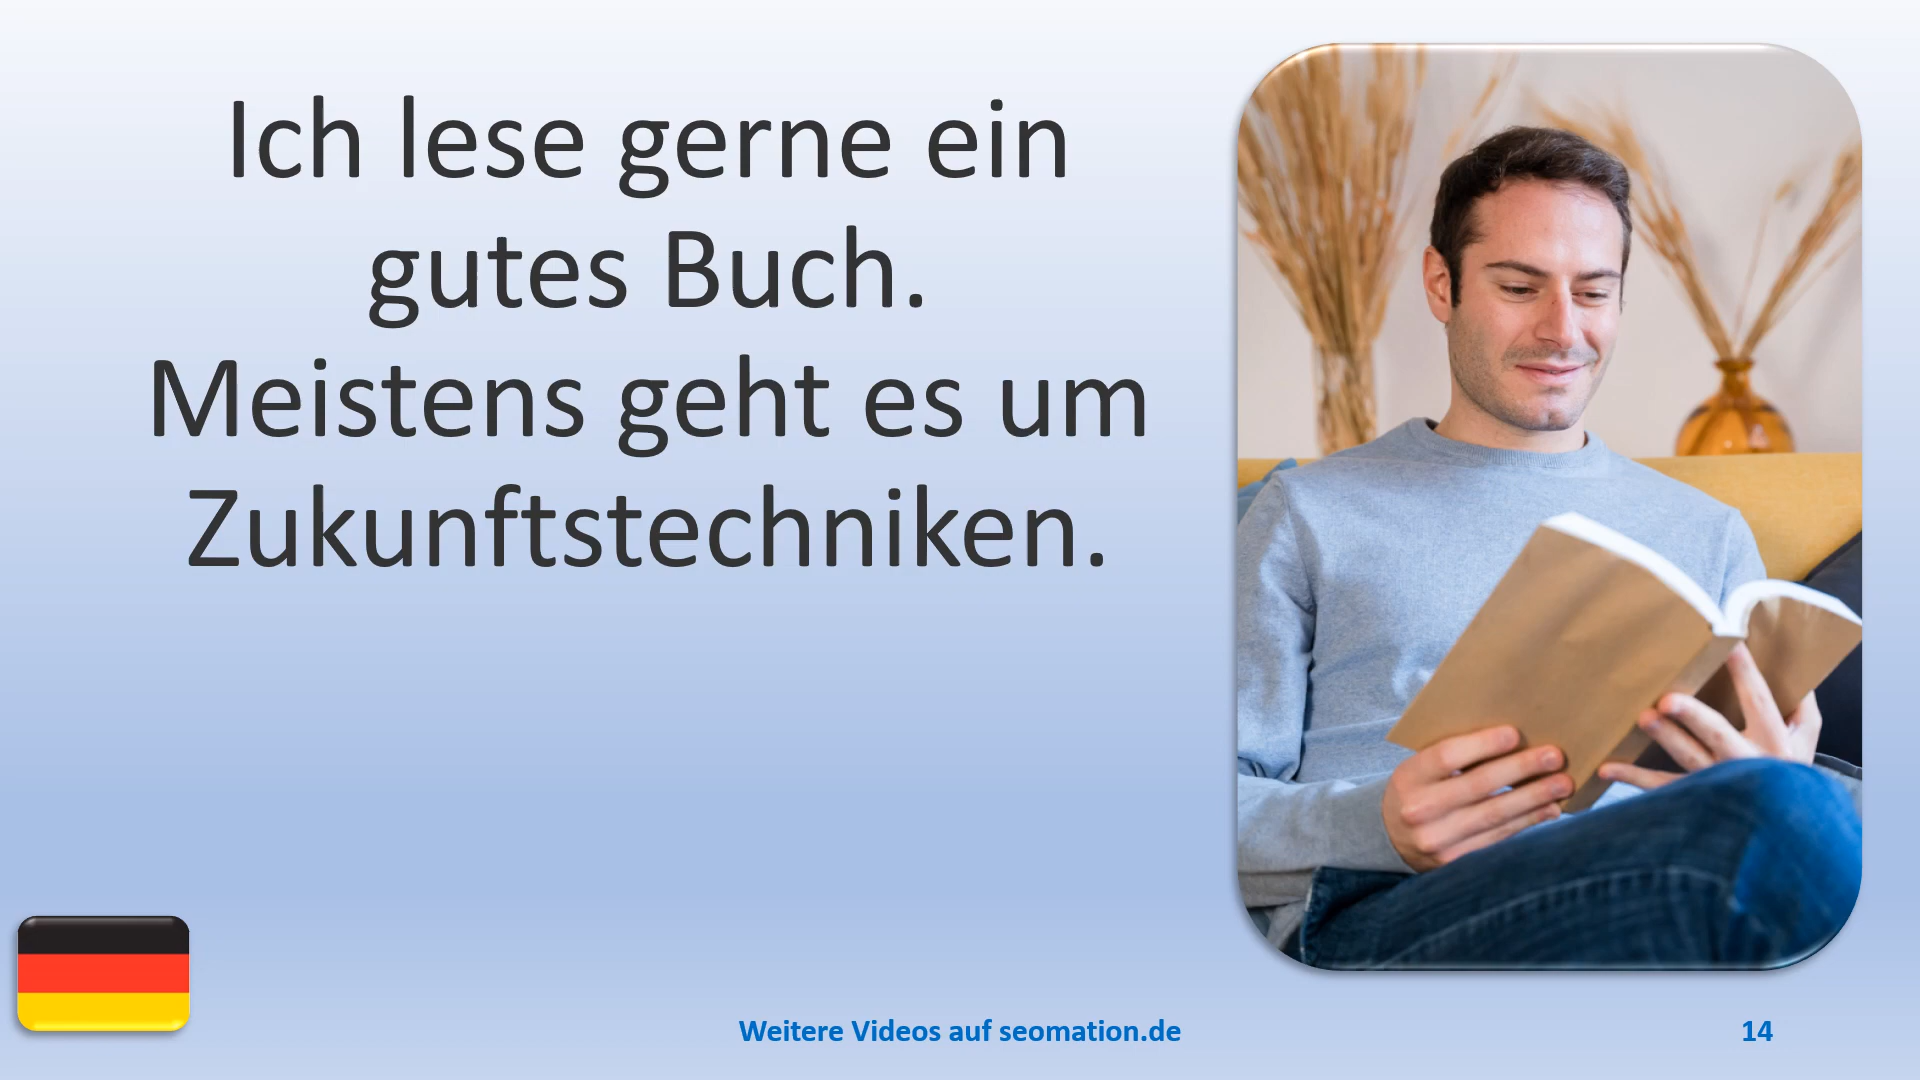 Ich lese gerne ein
gutes Buch.
Meistens geht es um
Zukunftstechniken.
Weitere Videos auf seomation.de
14